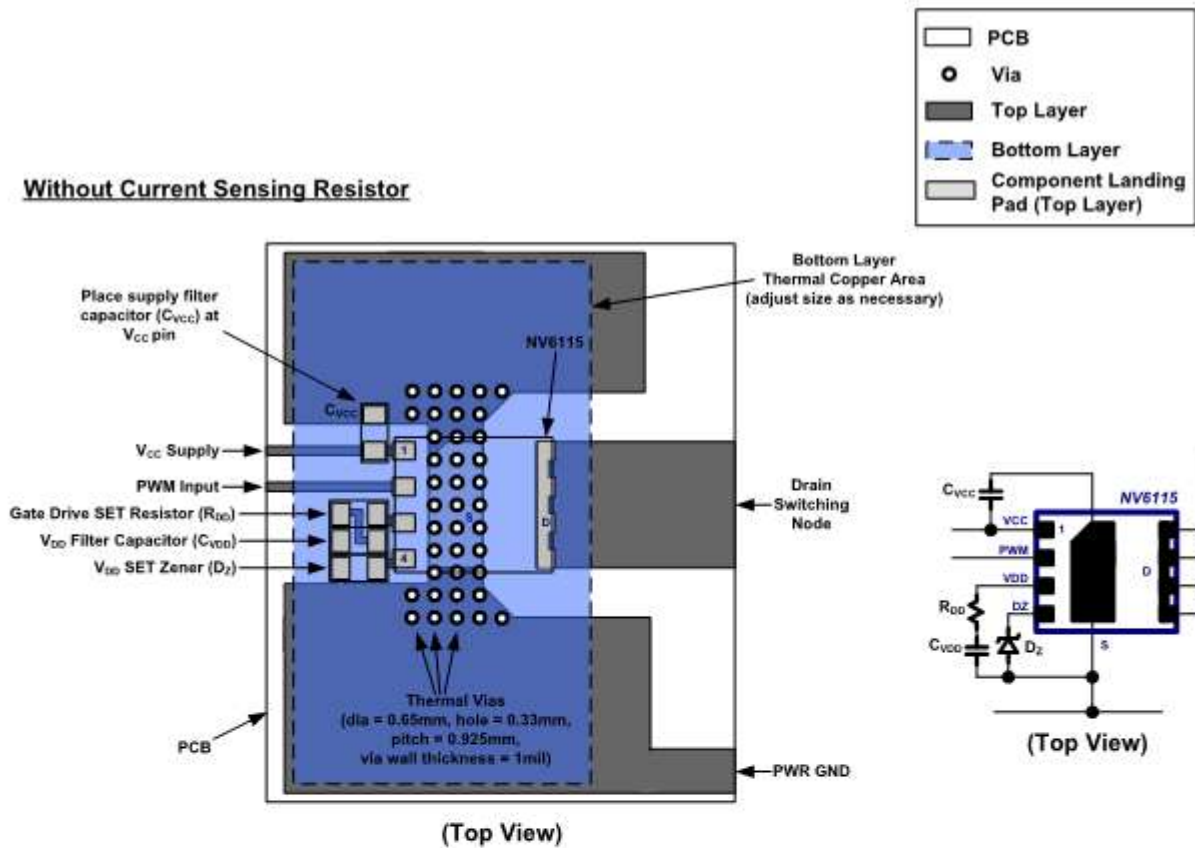 PCB
Via
Top Layer
Bottom Layer
Component Landing
Pad (Top Layer)
Without Current Sensing Resistor
Bottom Layer
Thermal Copper Area
(adjust size as necessary)
Place supply filter
capacitor (CVCC) at
VCC pin
NV6115
CVCC
VCC Supply
1
PWM Input
Gate Drive SET Resistor (RDD)
VDD Filter Capacitor (CVDD)
VDD SET Zener (DZ)
4
S
D
Drain
Switching
Node
Thermal Vias
(dia = 0.65mm, hole = 0.33mm,
pitch = 0.925mm,
via wall thickness = 1mil)
PCB
PWR GND
(Top View)
CVCC
NV6115
VCC
1
PWM
VDD
D
RDD
DZ
CVDD
DZ
S
(Top View)